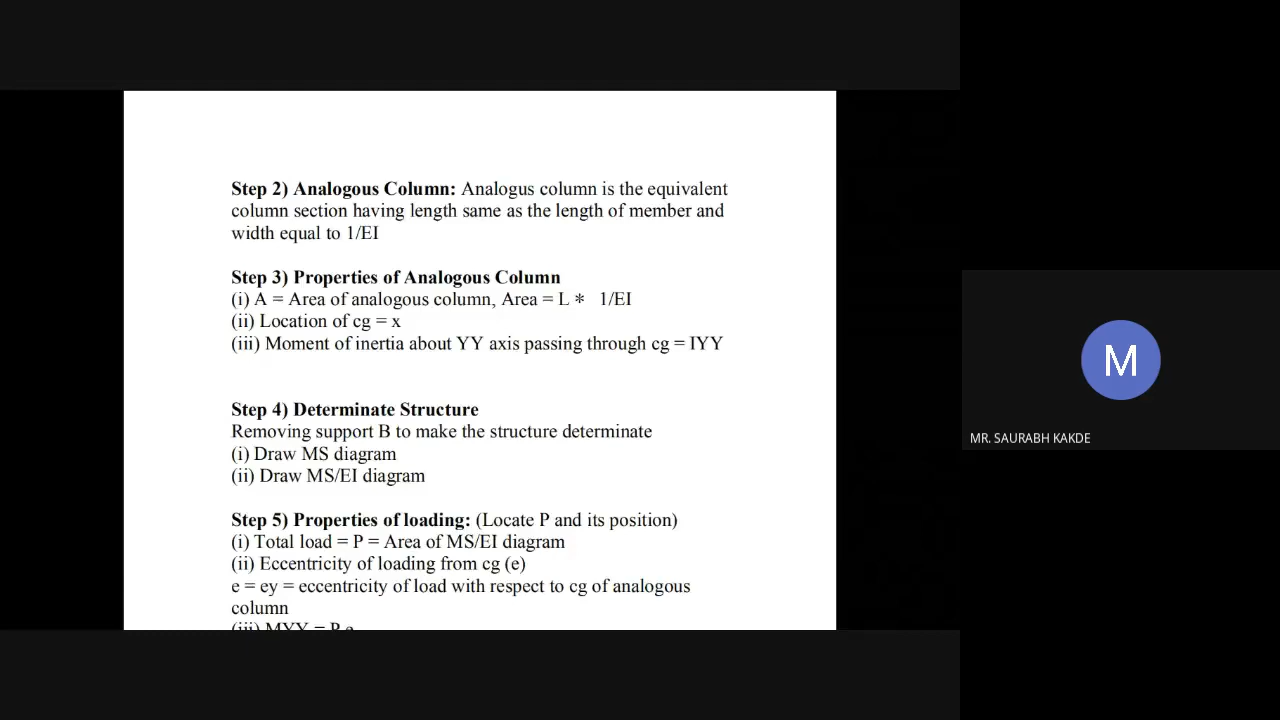 Step 2) Analogous Column: Analogus column is the equivalent
column section having length same as the length of member and
width equal to 1/EI
Step 3) Properties of Analogous Column
(i) A = Area of analogous column, Area = L * 1/EI
(ii) Location of cg = x
(iii) Moment of inertia about YY axis passing through cg = IYY
Step 4) Determinate Structure
Removing support B to make the structure determinate
(i) Draw MS diagram
(ii) Draw MS/EI diagram
Step 5) Properties of loading: (Locate P and its position)
(i) Total load = P = Area of MS/EI diagram
(ii) Eccentricity of loading from cg (e)
e = ey = eccentricity of load with respect to cg of analogous
column
(iii) MYY = P.e
M
MR. SAURABH KAKDE